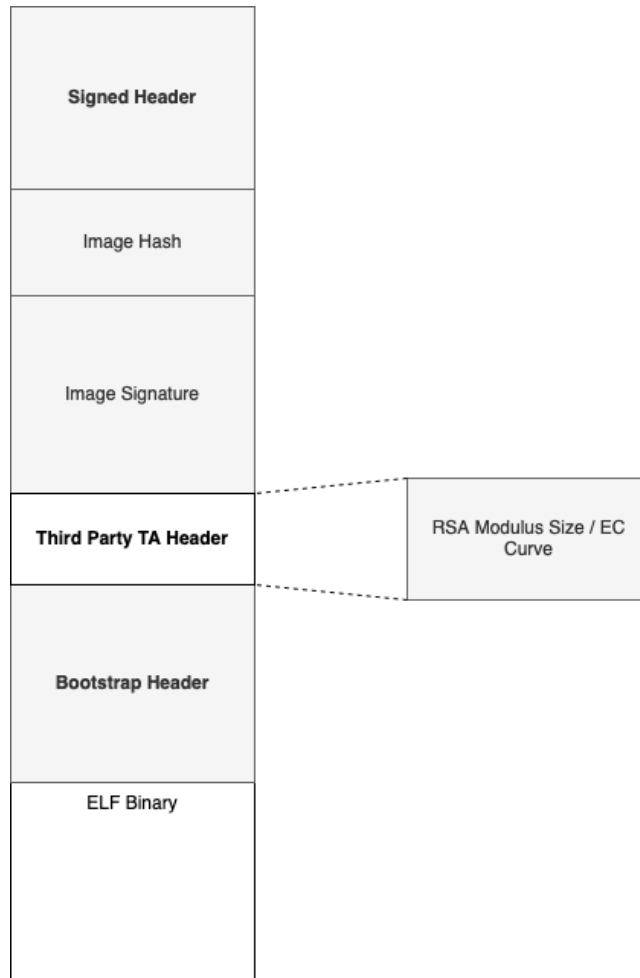 Signed Header
Image Hash
Image Signature
Third Party TA Header
RSA Modulus Size / EC
Curve
Bootstrap Header
ELF Binary